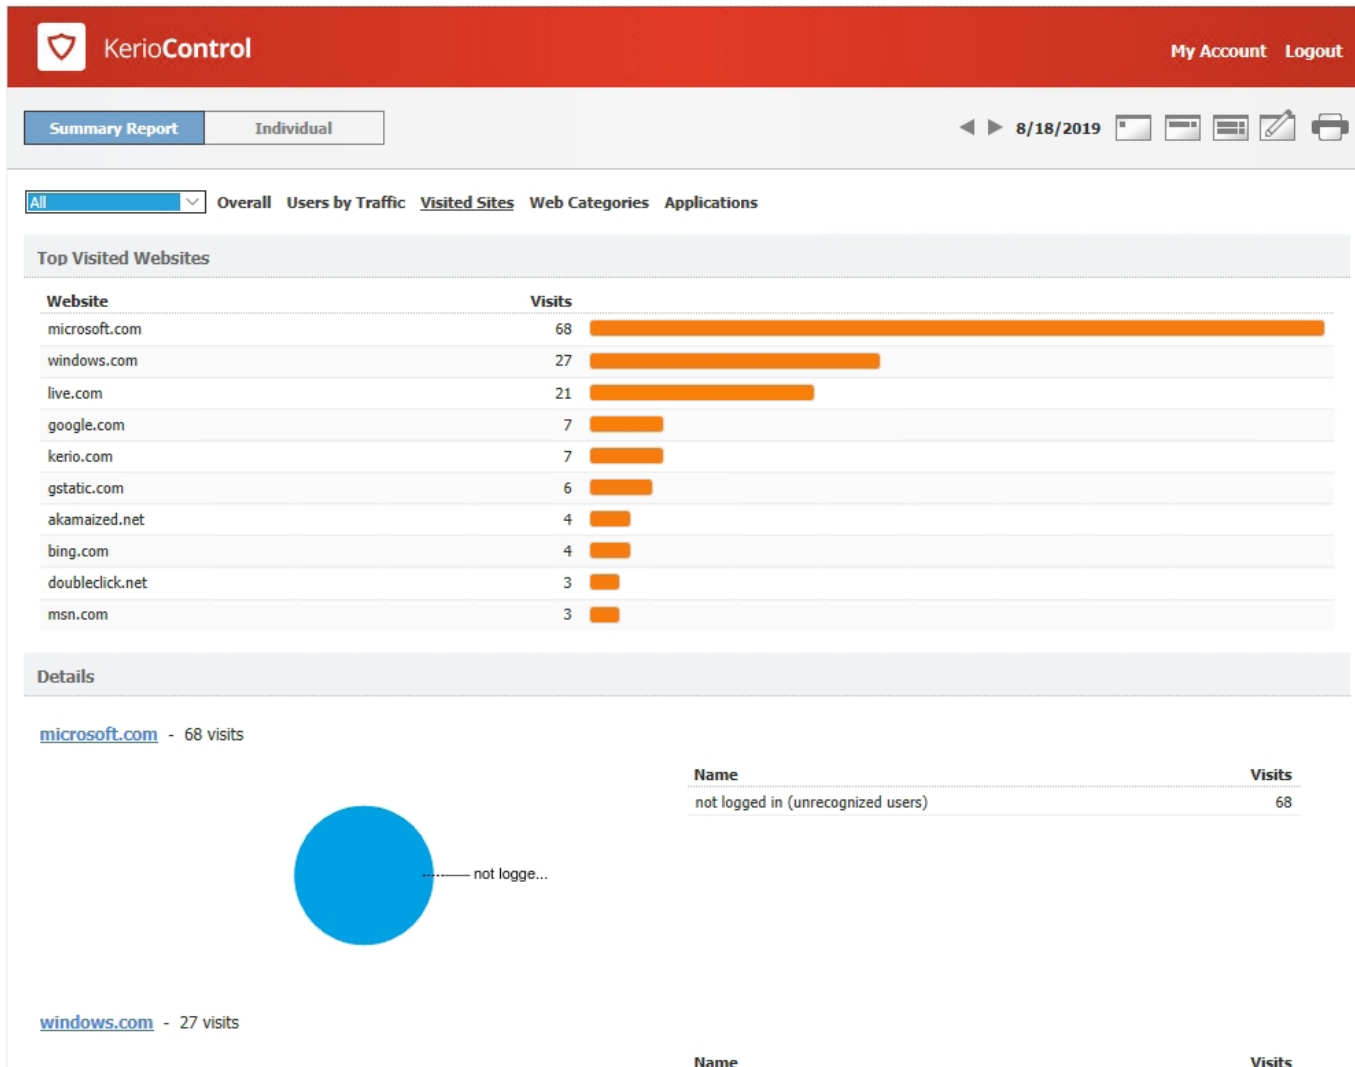 KerioControl
My Account Logout
Summary Report Individual 8/18/2019
All Overall Users by Traffic Visited Sites Web Categories Applications
Top Visited Websites
Website Visits
microsoft.com 68
windows.com 27
live.com 21
google.com 7
kerio.com 7
gstatic.com 6
akamaized.net 4
bing.com 4
doubleclick.net 3
msn.com 3
Details
microsoft.com - 68 visits
Name Visits
not logged in (unrecognized users) 68
not logge...
windows.com - 27 visits
Name Visits